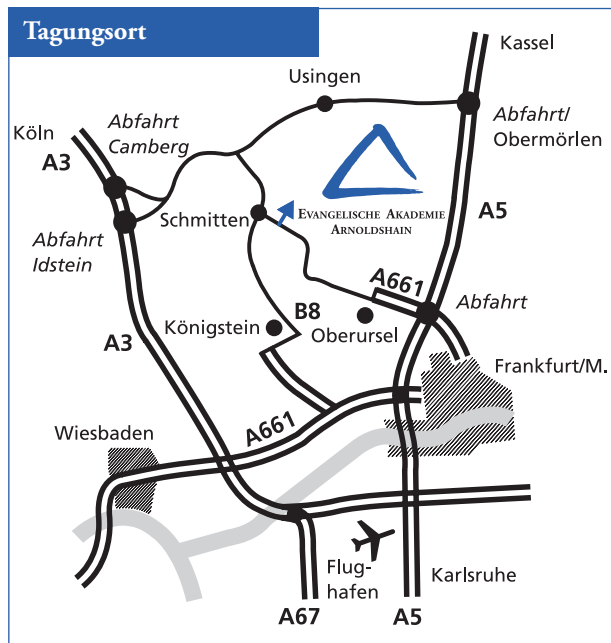 Tagungsort
Kassel
Usingen
Abfahrt
Camberg
Köln
A3
Abfahrt/
Obermörlen
Schmitten
EVANGELISCHE AKADEMIE
ARNOLDSHAIN
A5
Abfahrt
Idstein
A661
Abfahrt
B8
Königstein
Oberursel
A3
Frankfurt/M.
A661
Wiesbaden
Flug-
hafen
Karlsruhe
A67
A5